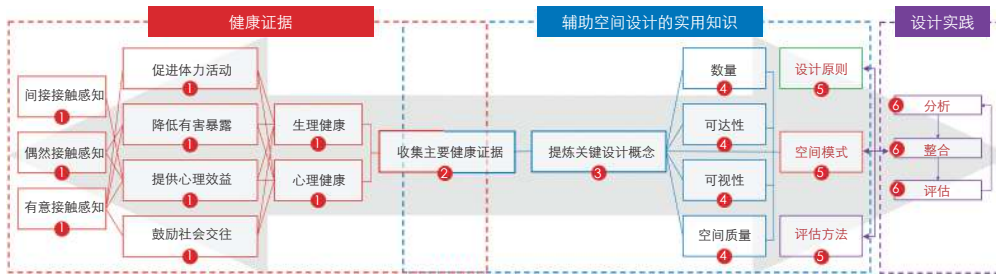 健康证据
辅助空间设计的实用知识
设计实践
间接接触感知
1
偶然接触感知
1
有意接触感知
1
促进体力活动
1
降低有害暴露
1
提供心理效益
1
鼓励社会交往
1
生理健康
1
心理健康
1
收集主要健康证据
2
提炼关键设计概念
3
数量
4
可达性
4
可视性
4
空间质量
4
设计原则
5
空间模式
5
评估方法
5
6 分析
6 整合
6 评估